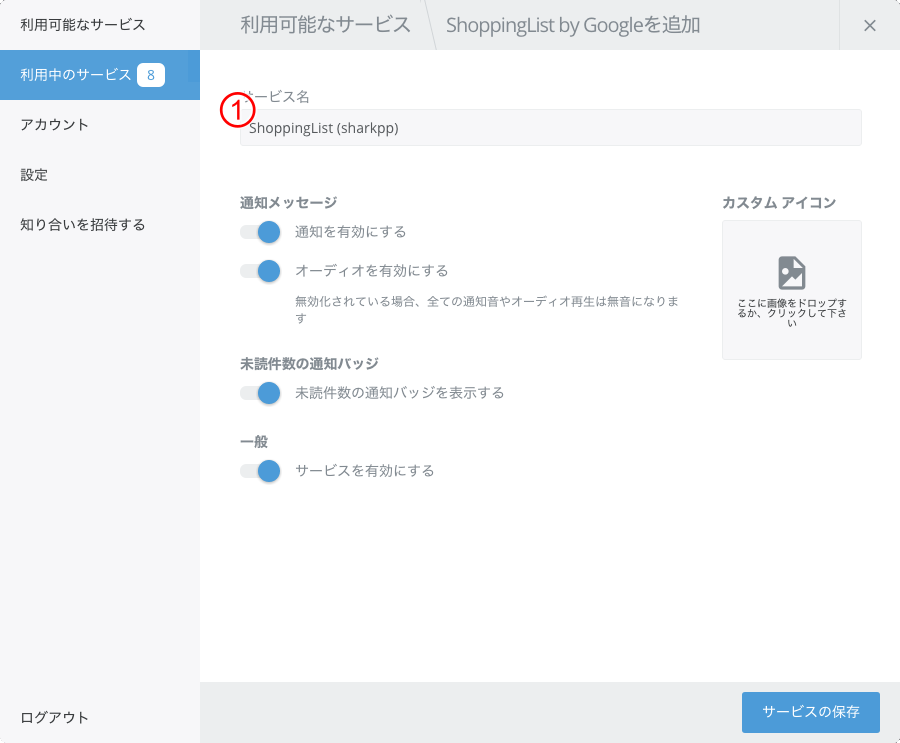 利用可能なサービス
利用中のサービス 8
アカウント
設定
知り合いを招待する
ログアウト
利用可能なサービス ShoppingList by Googleを追加 ×
サービス名
①
ShoppingList (sharkpp)
通知メッセージ
通知を有効にする
オーディオを有効にする
無効化されている場合、全ての通知音やオーディオ再生は無音になりま
す
未読件数の通知バッジ
未読件数の通知バッジを表示する
一般
サービスを有効にする
カスタム アイコン
ここに画像をドロップす
るか、クリックして下さ
い
サービスの保存